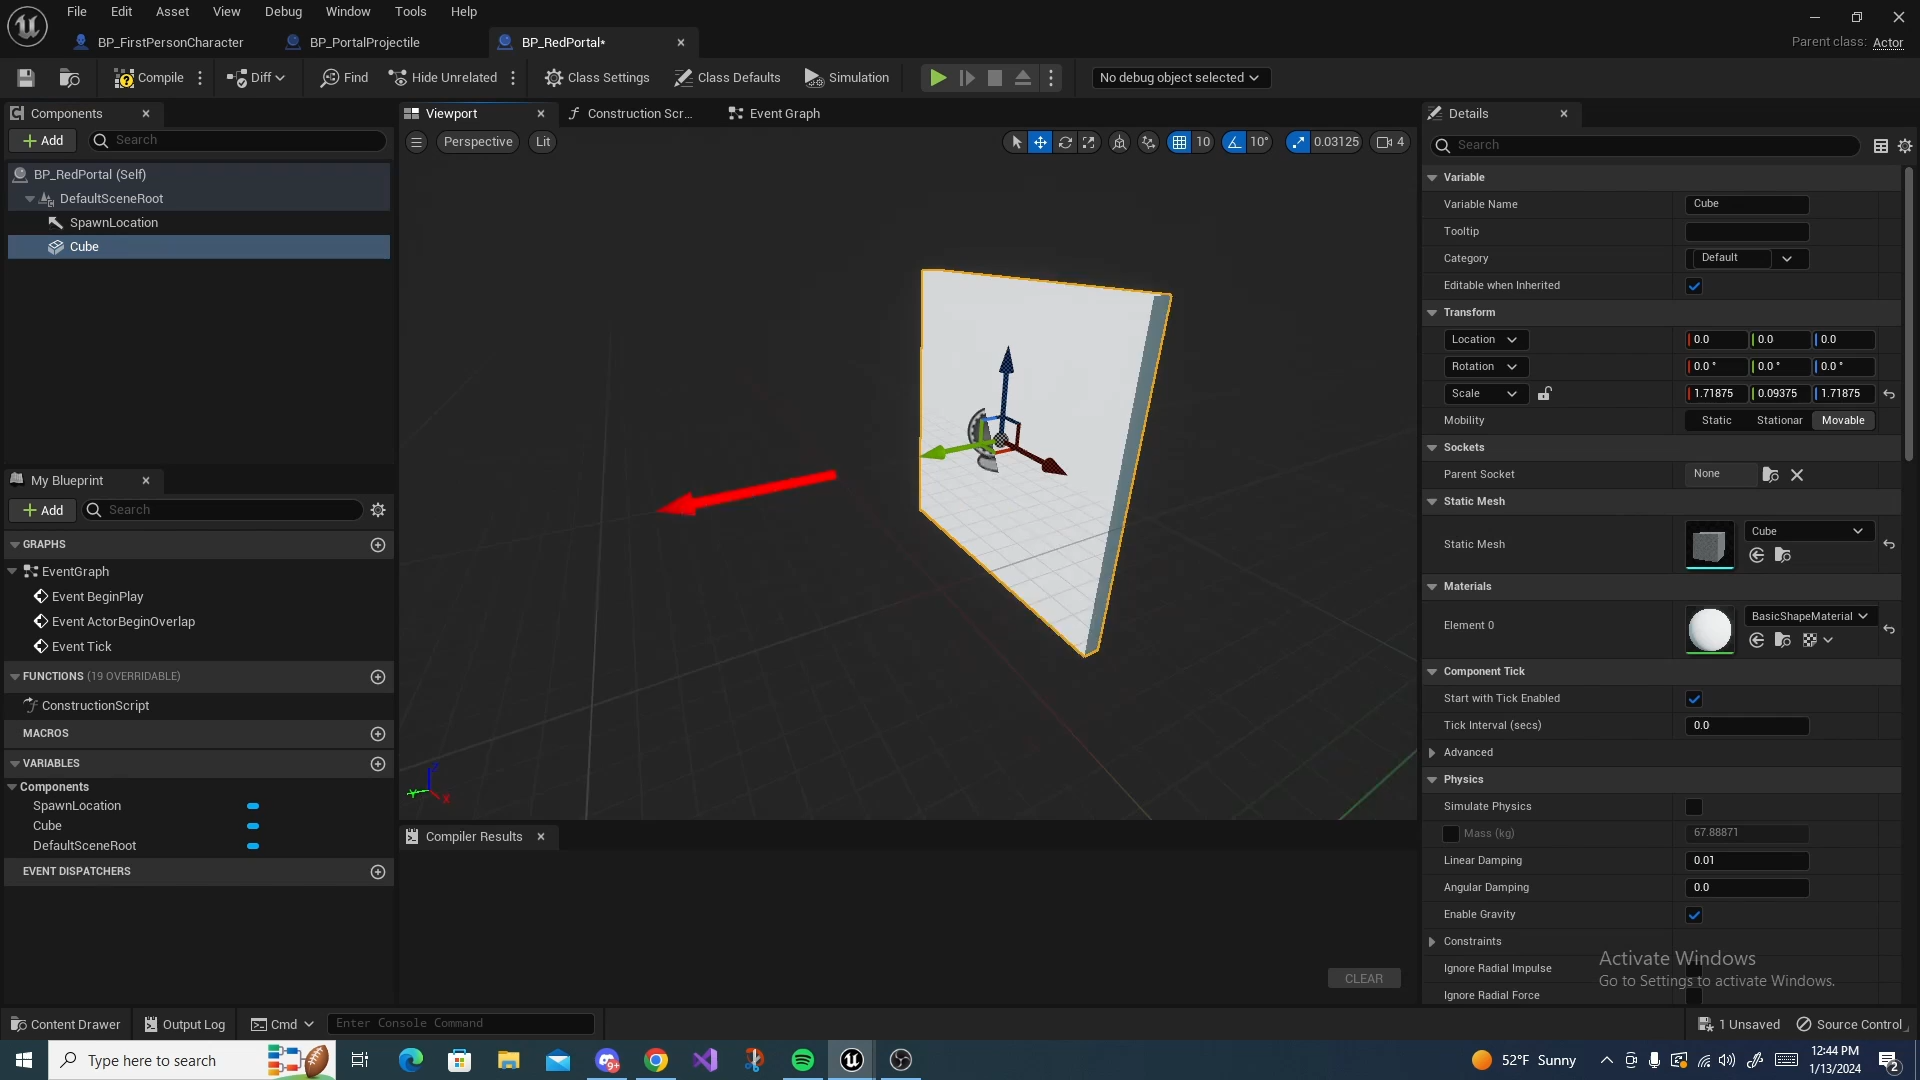 File Edit Asset View Debug Window Tools Help
BP_FirstPersonCharacter BP_PortalProjectile BP_RedPortal*
Parent class: Actor
Compile Diff Find Hide Unrelated Class Settings Class Defaults Simulation No debug object selected
Components
Add Search
BP_RedPortal (Self)
DefaultSceneRoot
SpawnLocation
Cube
My Blueprint
Add Search
GRAPHS
EventGraph
Event BeginPlay
Event ActorBeginOverlap
Event Tick
FUNCTIONS (19 OVERRIDABLE)
ConstructionScript
MACROS
VARIABLES
Components
SpawnLocation
Cube
DefaultSceneRoot
EVENT DISPATCHERS
Viewport Construction Scr... Event Graph
Perspective Lit 10 10° 0.03125 4
Z
Y X
Compiler Results
CLEAR
Details
Search
Variable
Variable Name Cube
Tooltip
Category Default
Editable when Inherited
Transform
Location 0.0 0.0 0.0
Rotation 0.0 ° 0.0 ° 0.0 °
Scale 1.71875 0.09375 1.71875
Mobility Static Stationar Movable
Sockets
Parent Socket None
Static Mesh
Static Mesh Cube
Materials
Element 0 BasicShapeMaterial
Component Tick
Start with Tick Enabled
Tick Interval (secs) 0.0
Advanced
Physics
Simulate Physics
Mass (kg) 67.88871
Linear Damping 0.01
Angular Damping 0.0
Enable Gravity
Constraints
Ignore Radial Impulse
Ignore Radial Force
Activate Windows
Go to Settings to activate Windows.
Content Drawer Output Log Cmd Enter Console Command 1 Unsaved Source Control
Type here to search 9+ 52°F Sunny 12:44 PM
1/13/2024 2